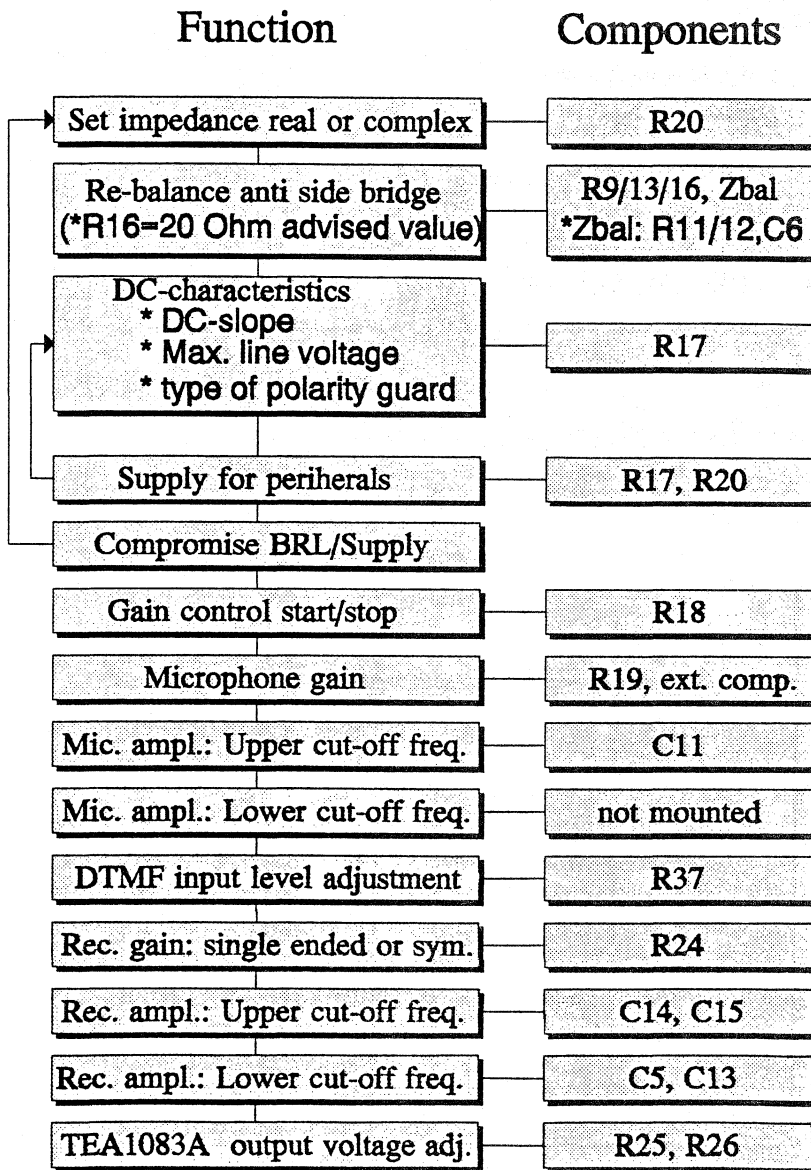 Function Components
Set impedance real or complex R20
Re-balance anti side bridge R9/13/16, Zbal
(*R16=20 Ohm advised value) *Zbal: R11/12,C6
DC-characteristics
* DC-slope
* Max. line voltage R17
* type of polarity guard
Supply for periherals R17, R20
Compromise BRL/Supply
Gain control start/stop R18
Microphone gain R19, ext. comp.
Mic. ampl.: Upper cut-off freq. C11
Mic. ampl.: Lower cut-off freq. not mounted
DTMF input level adjustment R37
Rec. gain: single ended or sym. R24
Rec. ampl.: Upper cut-off freq. C14, C15
Rec. ampl.: Lower cut-off freq. C5, C13
TEA1083A output voltage adj. R25, R26